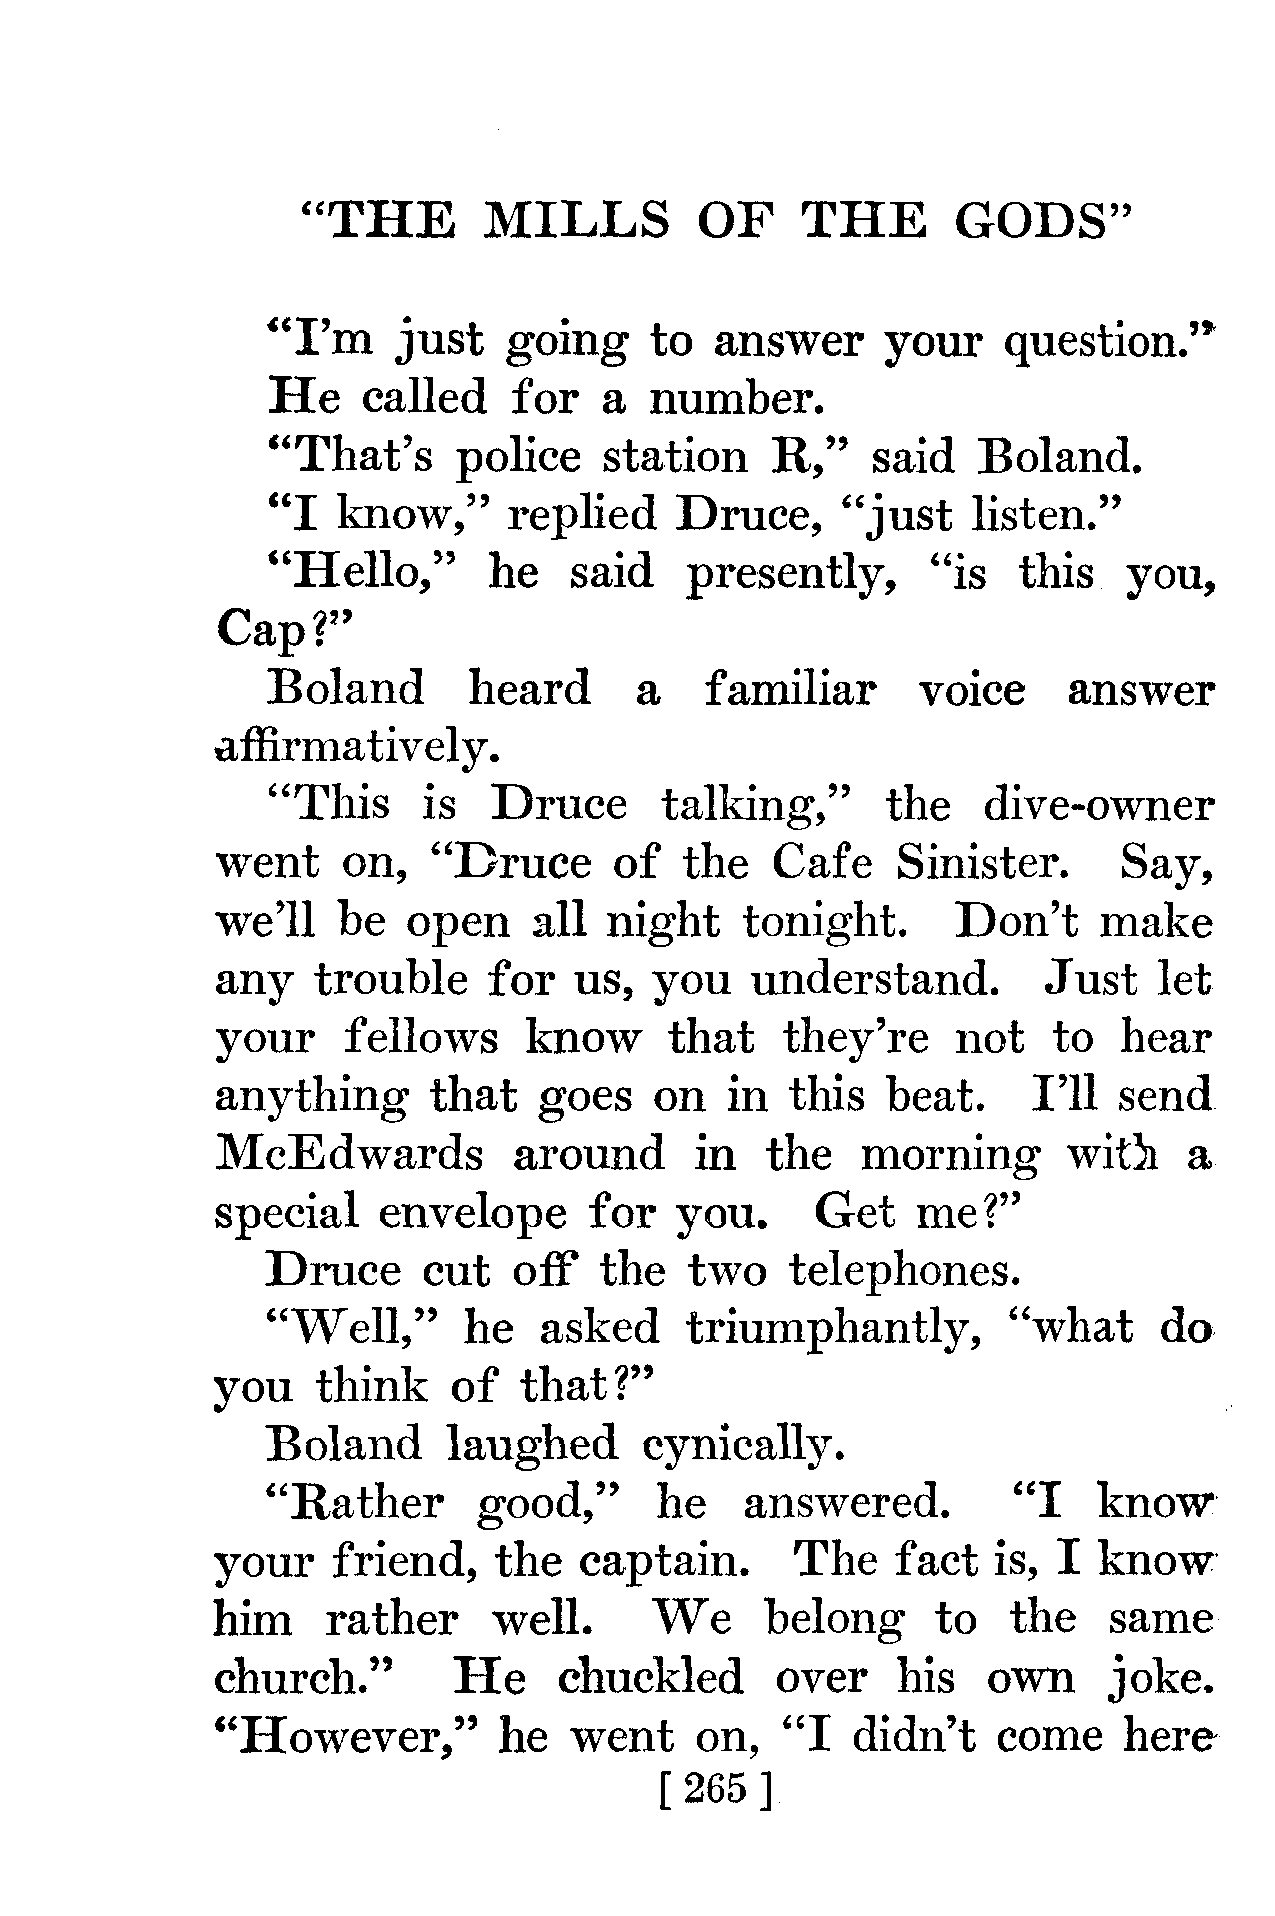 “THE MILLS OF THE GODS”
“I’m just going to answer your question.”
He called for a number.
“That’s police station R,” said Boland.
“I know,” replied Druce, “just listen.”
“Hello,” he said presently, “is this you,
Cap?”
Boland heard a familiar voice answer
affirmatively.
“This is Druce talking,” the dive-owner
went on, “Druce of the Cafe Sinister. Say,
we’ll be open all night tonight. Don’t make
any trouble for us, you understand. Just let
your fellows know that they’re not to hear
anything that goes on in this beat. I’ll send
McEdwards around in the morning with a
special envelope for you. Get me?”
Druce cut off the two telephones.
“Well,” he asked triumphantly, “what do
you think of that?”
Boland laughed cynically.
“Rather good,” he answered. “I know
your friend, the captain. The fact is, I know
him rather well. We belong to the same
church.” He chuckled over his own joke.
“However,” he went on, “I didn’t come here
[ 265 ]